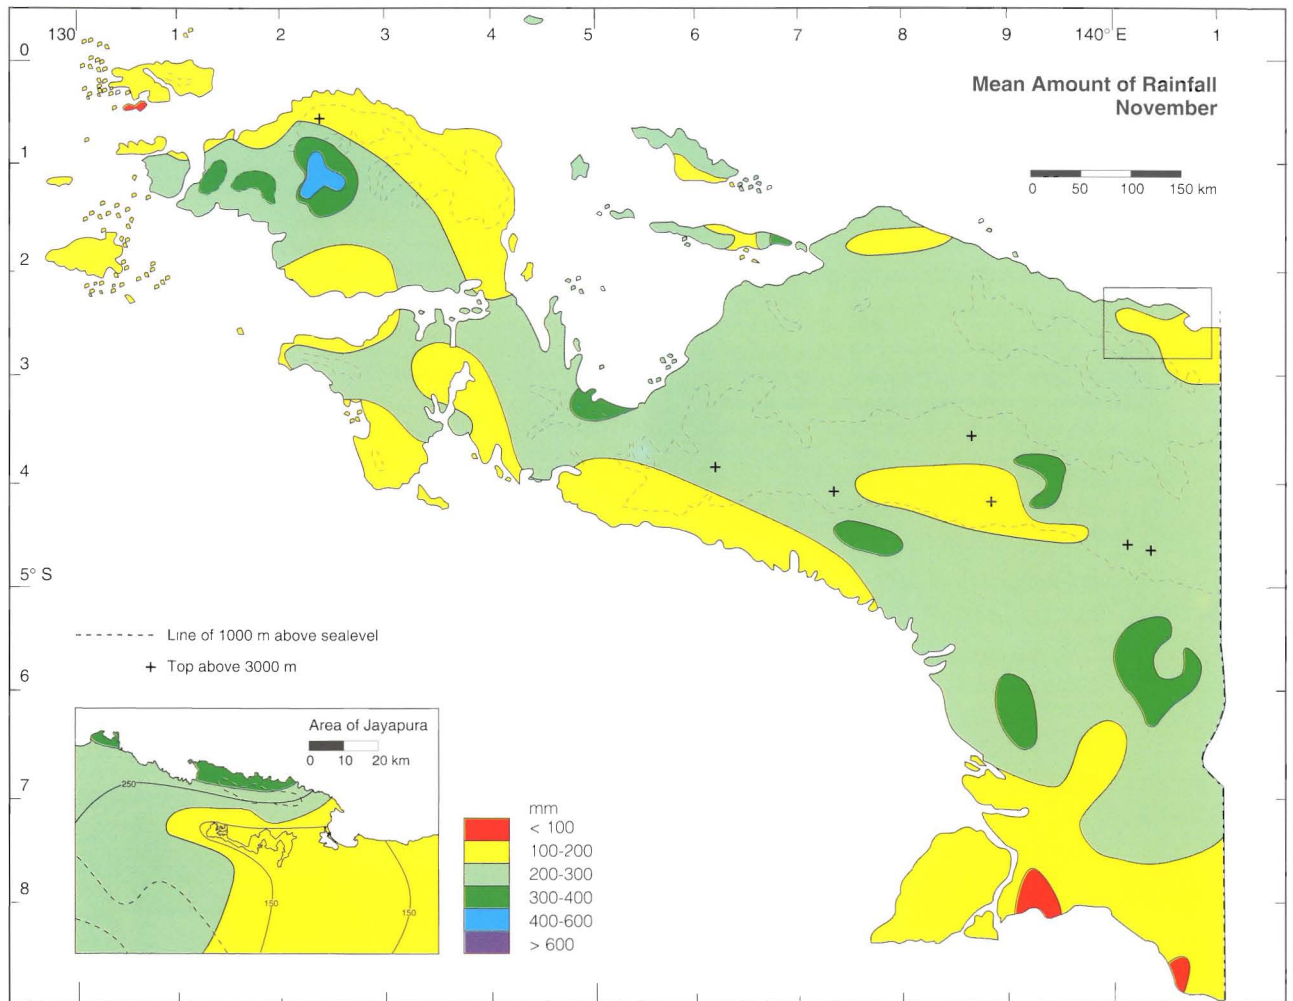 130 1 2 3 4 5 6 7 8 9 140° E 1
0
Mean Amount of Rainfall
November
1
0 50 100 150 km
2
3
4
5° S
Line of 1000 m above sealevel
+ Top above 3000 m
6
Area of Jayapura
0 10 20 km
7
250
mm
< 100
100-200
200-300
8
300-400
150
150
400-600
> 600